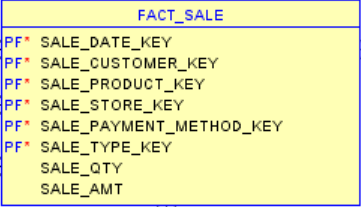 FACT_SALE
PF* SALE_DATE_KEY
PF* SALE_CUSTOMER_KEY
PF* SALE_PRODUCT_KEY
PF* SALE_STORE_KEY
PF* SALE_PAYMENT_METHOD_KEY
PF* SALE_TYPE_KEY
SALE_QTY
SALE_AMT